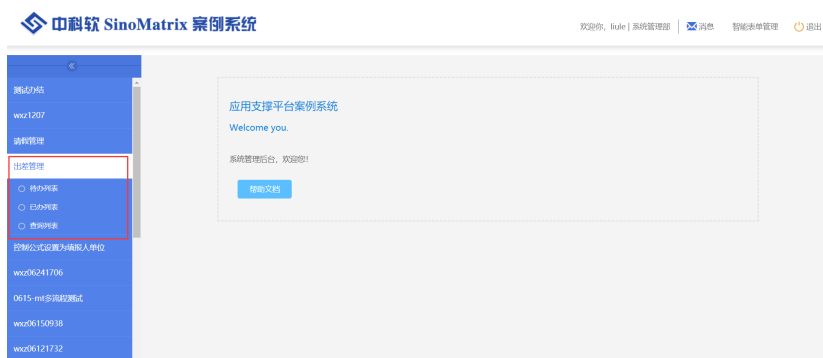 中科软 SinoMatrix 案例系统
欢迎你，liule | 系统管理部
消息
智能表单管理
退出
测试办结
wxz1207
请假管理
出差管理
待办列表
已办列表
查询列表
控制公式设置为填报人单位
wxz06241706
0615-mt多流程测试
wxz06150938
wxz06121732
应用支撑平台案例系统
Welcome you.
系统管理后台，欢迎您!
帮助文档